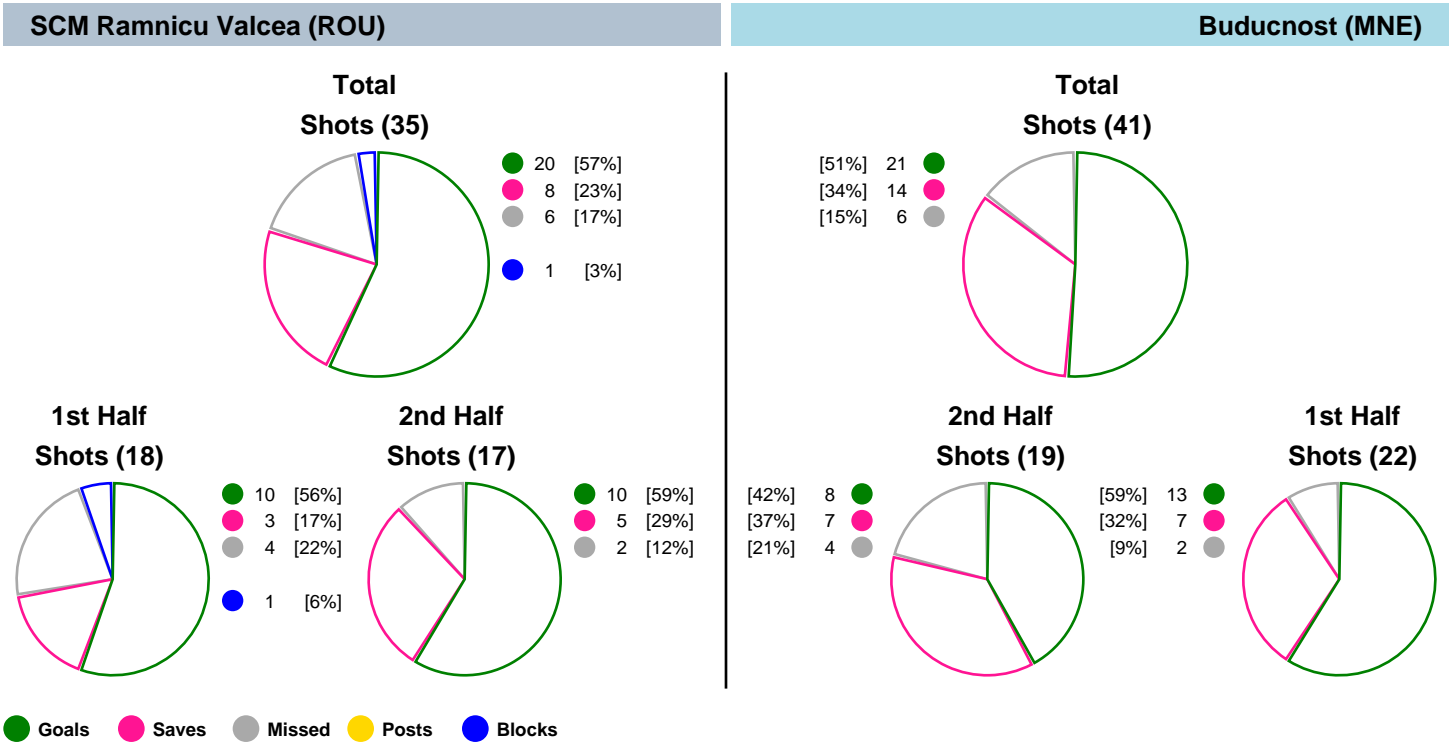 SCM Ramnicu Valcea (ROU)
Buducnost (MNE)
Total
Shots (35)
20 [57%]
8 [23%]
6 [17%]
1 [3%]
Total
Shots (41)
[51%] 21
[34%] 14
[15%] 6
1st Half
Shots (18)
10 [56%]
3 [17%]
4 [22%]
1 [6%]
2nd Half
Shots (17)
10 [59%]
5 [29%]
2 [12%]
2nd Half
Shots (19)
[42%] 8
[37%] 7
[21%] 4
1st Half
Shots (22)
[59%] 13
[32%] 7
[9%] 2
Goals Saves Missed Posts Blocks